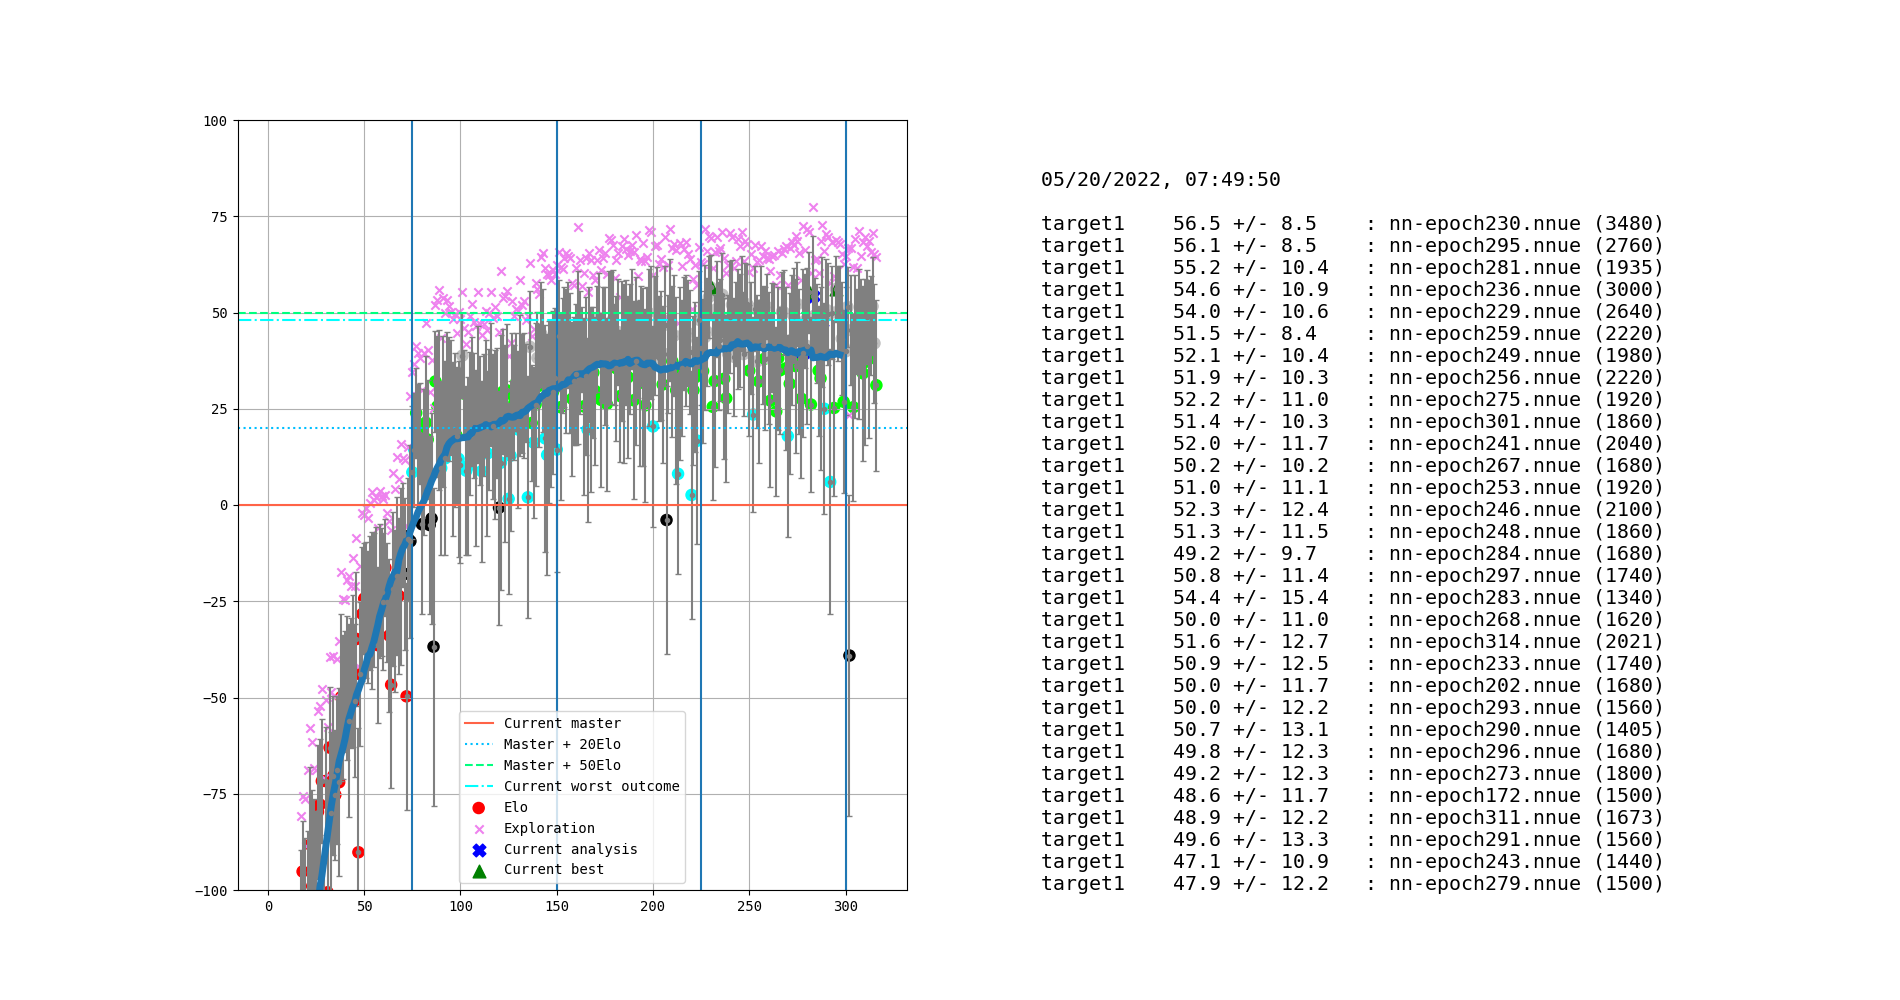 100
75
50
25
0
−25
−50
−75
−100
0 50 100 150 200 250 300
Current master
Master + 20Elo
Master + 50Elo
Current worst outcome
Elo
Exploration
Current analysis
Current best
05/20/2022, 07:49:50
target1 56.5 +/- 8.5 : nn-epoch230.nnue (3480)
target1 56.1 +/- 8.5 : nn-epoch295.nnue (2760)
target1 55.2 +/- 10.4 : nn-epoch281.nnue (1935)
target1 54.6 +/- 10.9 : nn-epoch236.nnue (3000)
target1 54.0 +/- 10.6 : nn-epoch229.nnue (2640)
target1 51.5 +/- 8.4 : nn-epoch259.nnue (2220)
target1 52.1 +/- 10.4 : nn-epoch249.nnue (1980)
target1 51.9 +/- 10.3 : nn-epoch256.nnue (2220)
target1 52.2 +/- 11.0 : nn-epoch275.nnue (1920)
target1 51.4 +/- 10.3 : nn-epoch301.nnue (1860)
target1 52.0 +/- 11.7 : nn-epoch241.nnue (2040)
target1 50.2 +/- 10.2 : nn-epoch267.nnue (1680)
target1 51.0 +/- 11.1 : nn-epoch253.nnue (1920)
target1 52.3 +/- 12.4 : nn-epoch246.nnue (2100)
target1 51.3 +/- 11.5 : nn-epoch248.nnue (1860)
target1 49.2 +/- 9.7 : nn-epoch284.nnue (1680)
target1 50.8 +/- 11.4 : nn-epoch297.nnue (1740)
target1 54.4 +/- 15.4 : nn-epoch283.nnue (1340)
target1 50.0 +/- 11.0 : nn-epoch268.nnue (1620)
target1 51.6 +/- 12.7 : nn-epoch314.nnue (2021)
target1 50.9 +/- 12.5 : nn-epoch233.nnue (1740)
target1 50.0 +/- 11.7 : nn-epoch202.nnue (1680)
target1 50.0 +/- 12.2 : nn-epoch293.nnue (1560)
target1 50.7 +/- 13.1 : nn-epoch290.nnue (1405)
target1 49.8 +/- 12.3 : nn-epoch296.nnue (1680)
target1 49.2 +/- 12.3 : nn-epoch273.nnue (1800)
target1 48.6 +/- 11.7 : nn-epoch172.nnue (1500)
target1 48.9 +/- 12.2 : nn-epoch311.nnue (1673)
target1 49.6 +/- 13.3 : nn-epoch291.nnue (1560)
target1 47.1 +/- 10.9 : nn-epoch243.nnue (1440)
target1 47.9 +/- 12.2 : nn-epoch279.nnue (1500)